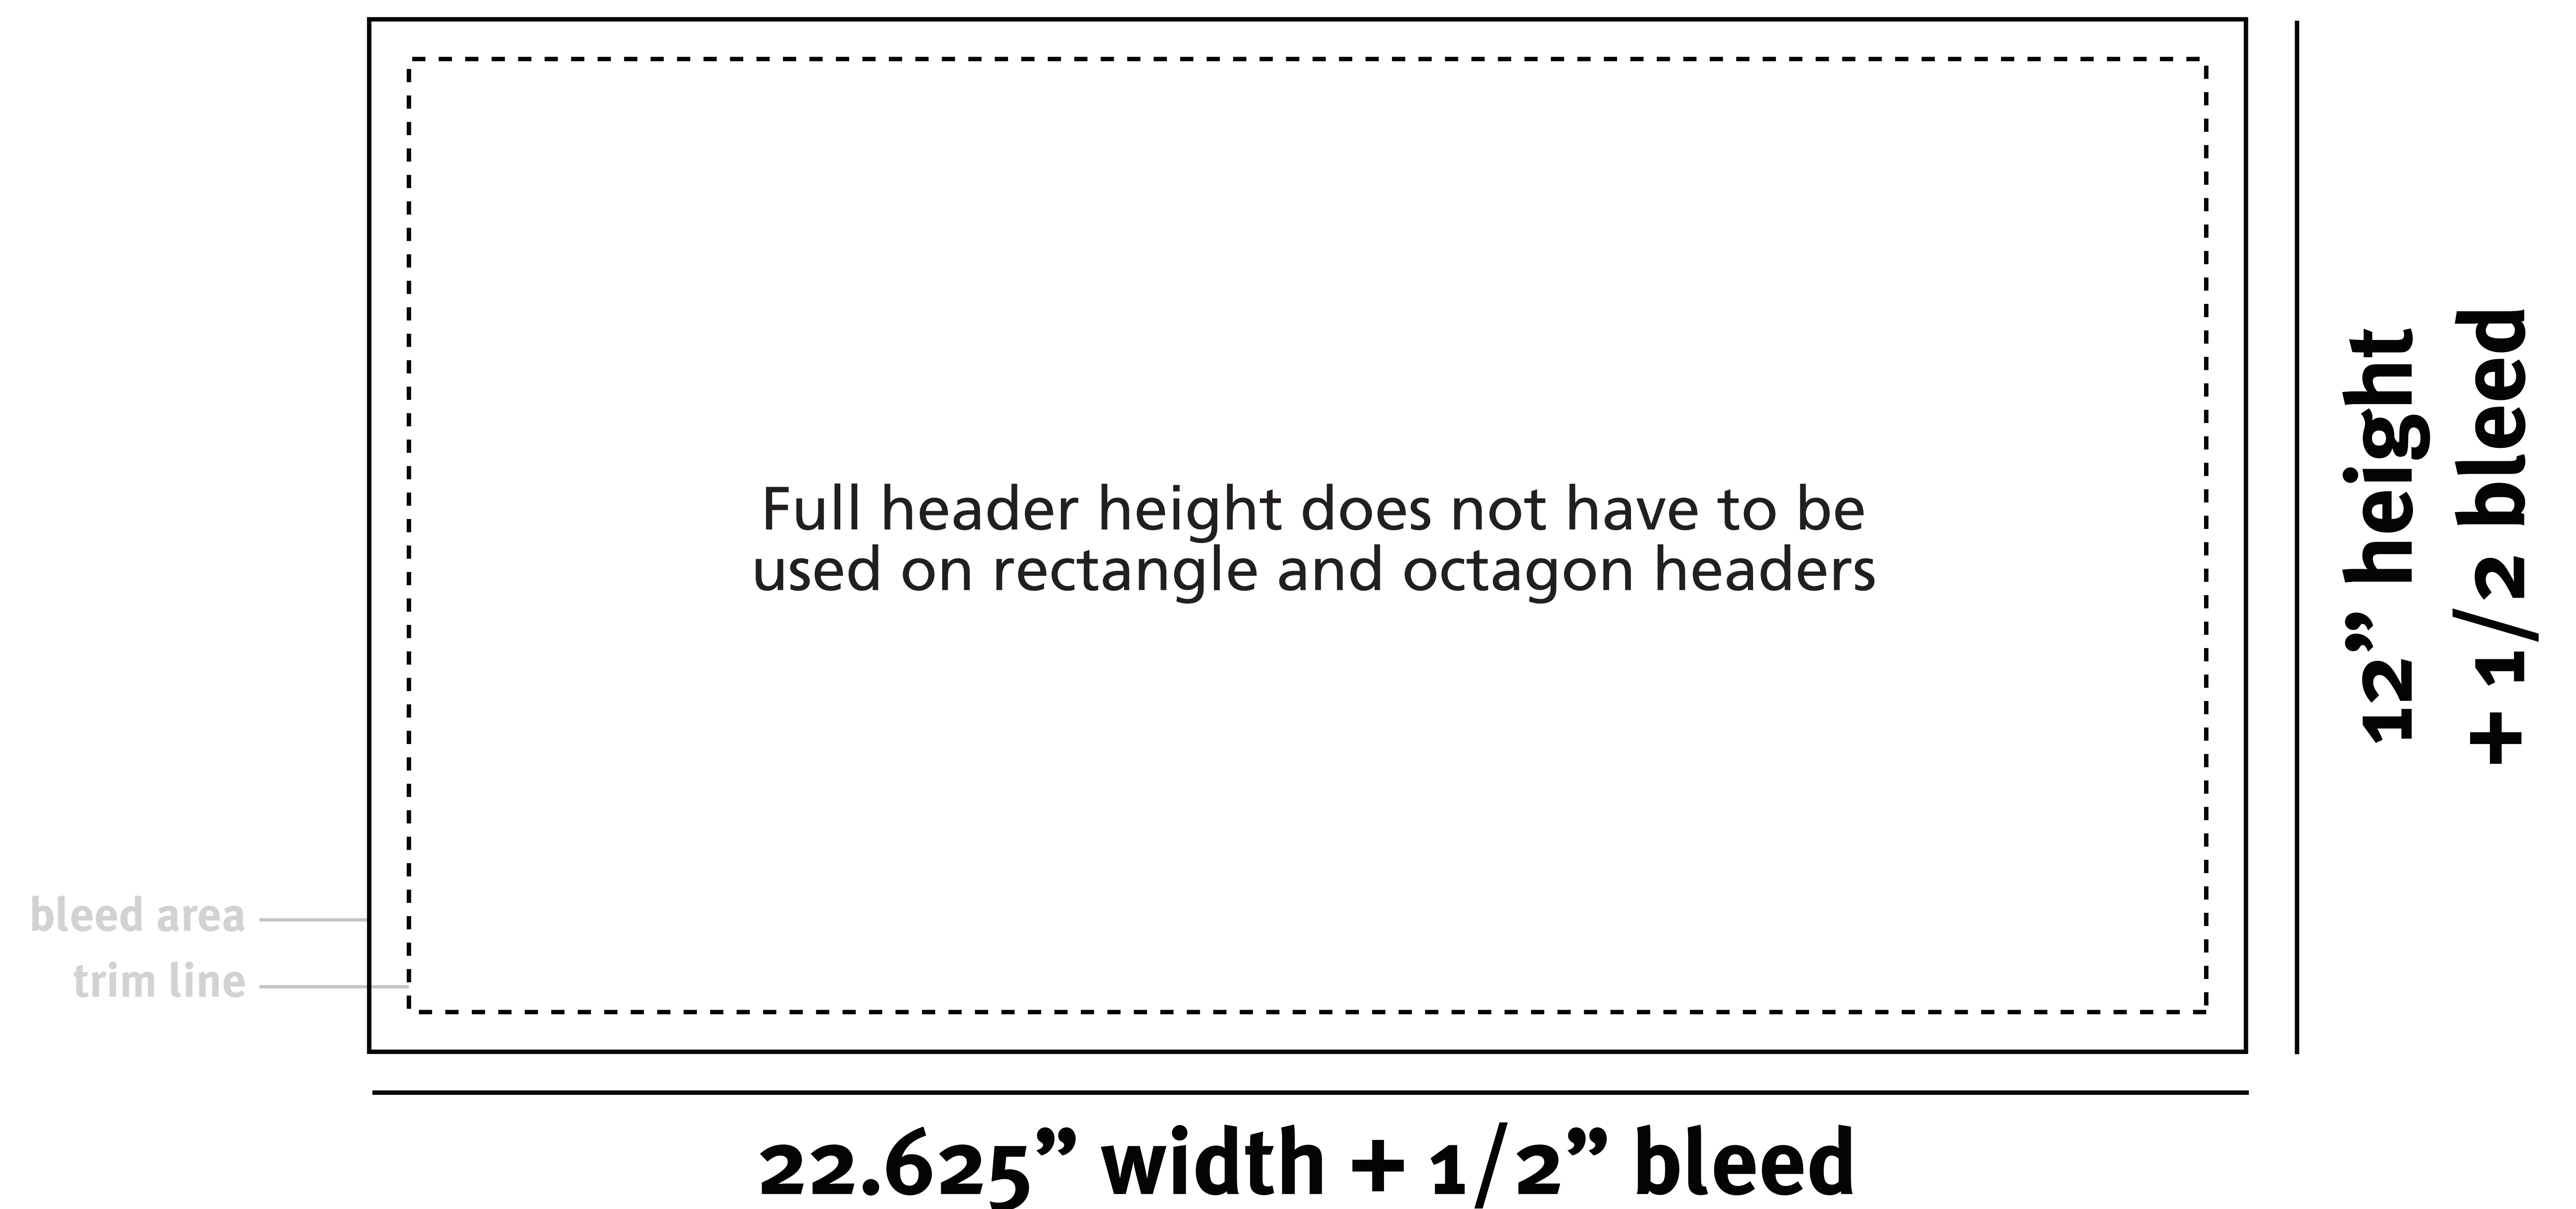 Full header height does not have to be
used on rectangle and octagon headers
12” height
+ 1/2 bleed
bleed area
trim line
22.625” width + 1/2” bleed